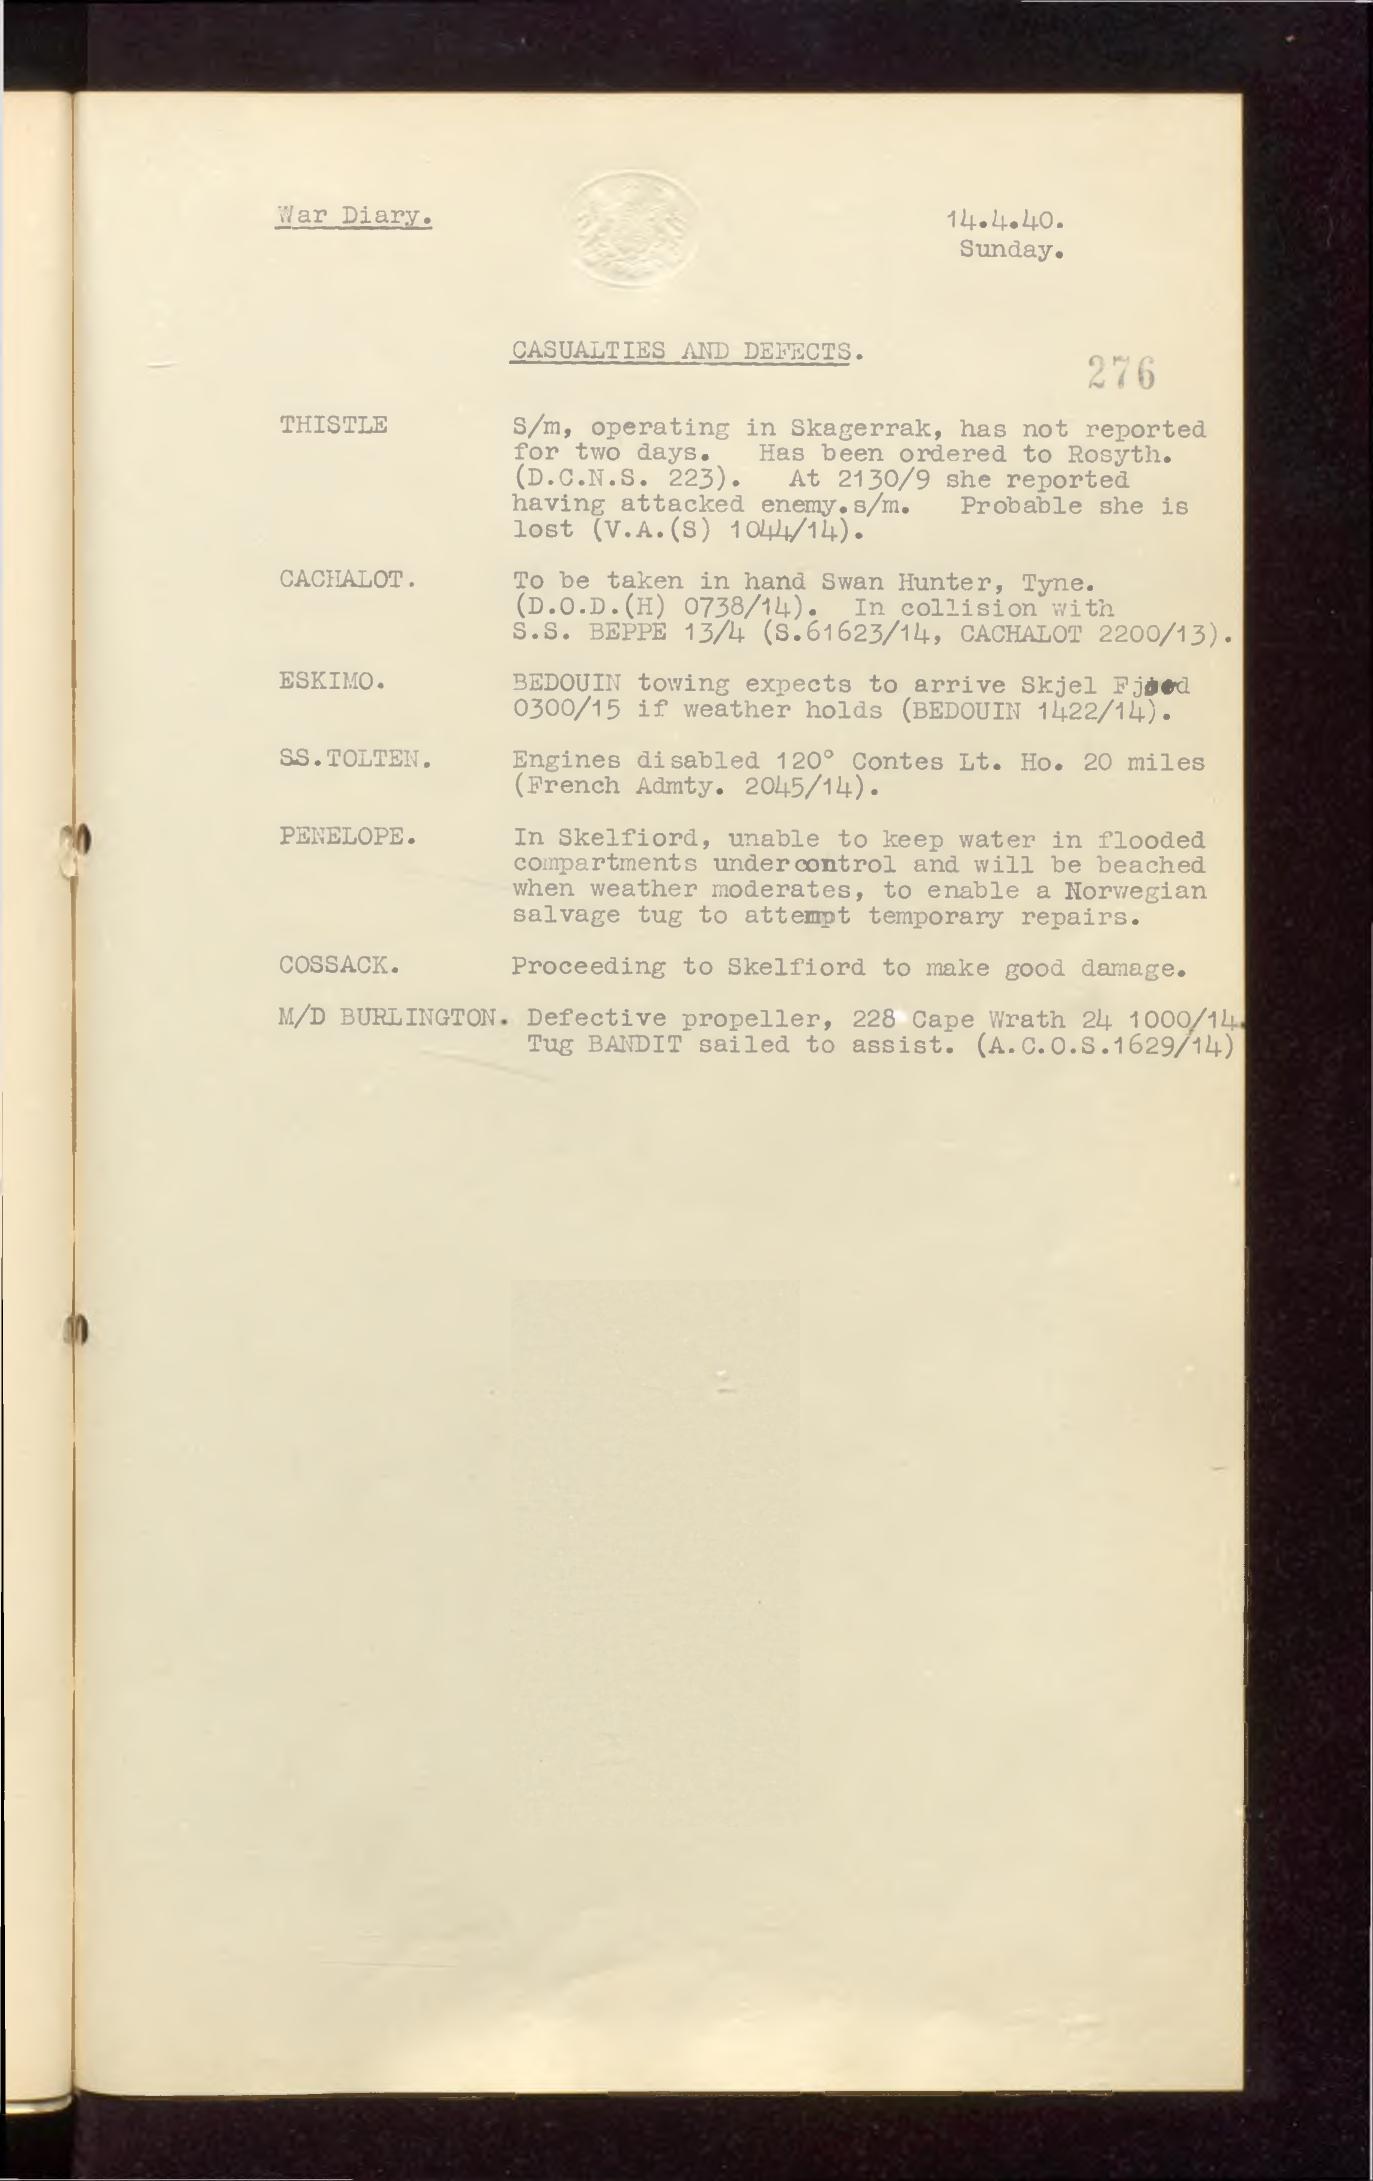 War Diary.
14.4.40.
Sunday.
CASUALTIES AND DEFECTS.
276
THISTLE S/m, operating in Skagerrak, has not reported
for two days. Has been ordered to Rosyth.
(D.C.N.S. 223). At 2130/9 she reported
having attacked enemy.s/m. Probable she is
lost (V.A.(S) 1044/14).
CACHALOT. To be taken in hand Swan Hunter, Tyne.
(D.O.D.(H) 0738/14). In collision with
S.S. BEPPE 13/4 (S.61623/14, CACHALOT 2200/13).
ESKIMO. BEDOUIN towing expects to arrive Skjel
0300/15 if weather holds (BEDOUIN 1422/14).
SS.TOLTEN. Engines disabled 120° Contes Lt. Ho. 20 miles
(French Admty. 2045/14).
PENELOPE. In Skelfiord, unable to keep water in flooded
compartments under control and will be beached
when weather moderates, to enable a Norwegian
salvage tug to attempt temporary repairs.
COSSACK. Proceeding to Skelfiord to make good damage.
M/D BURLINGTON. Defective propeller, 228 Cape Wrath 24 1000/14.
Tug BANDIT sailed to assist. (A.C.O.S.1629/14)